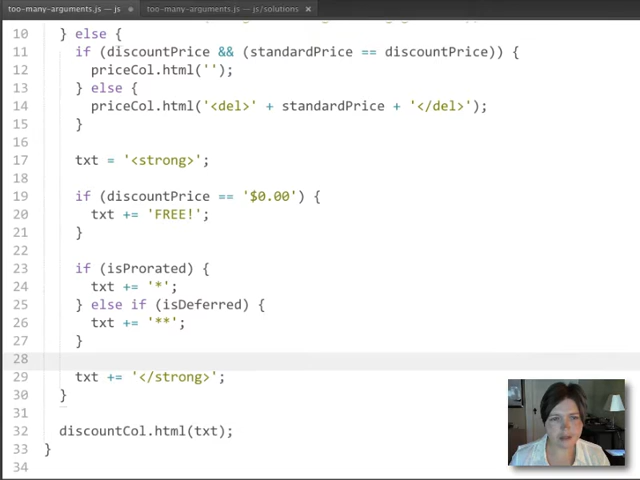 too-many-arguments.js — js
too-many-arguments.js — js/solutions ×
10 } else {
11 if (discountPrice && (standardPrice == discountPrice)) {
12 priceCol.html('');
13 } else {
14 priceCol.html('<del>' + standardPrice + '</del>');
15 }
16
17 txt = '<strong>';
18
19 if (discountPrice == '$0.00') {
20 txt += 'FREE!';
21 }
22
23 if (isProrated) {
24 txt += '*';
25 } else if (isDeferred) {
26 txt += '**';
27 }
28
29 txt += '</strong>';
30 }
31
32 discountCol.html(txt);
33 }
34